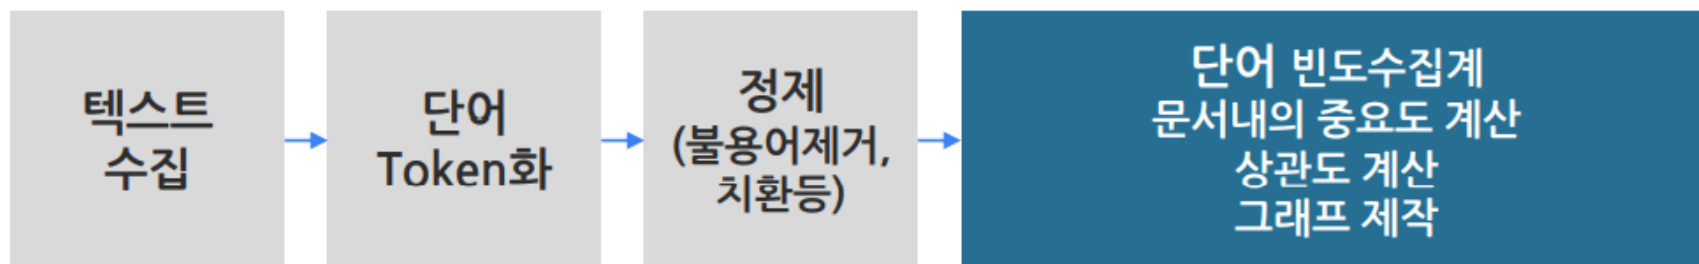 텍스트
수집
단어
Token화
정제
(불용어제거,
치환등)
단어 빈도수집계
문서내의 중요도 계산
상관도 계산
그래프 제작